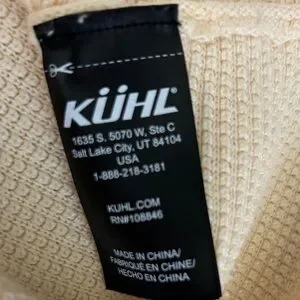 KÜHL®
1635 S. 5070 W. Ste C
Salt Lake City, UT 84104
USA
1-888-218-3181
KUHL.COM
RN#108846
MADE IN CHINA/
FABRIQUÉ EN CHINE/
HECHO EN CHINA